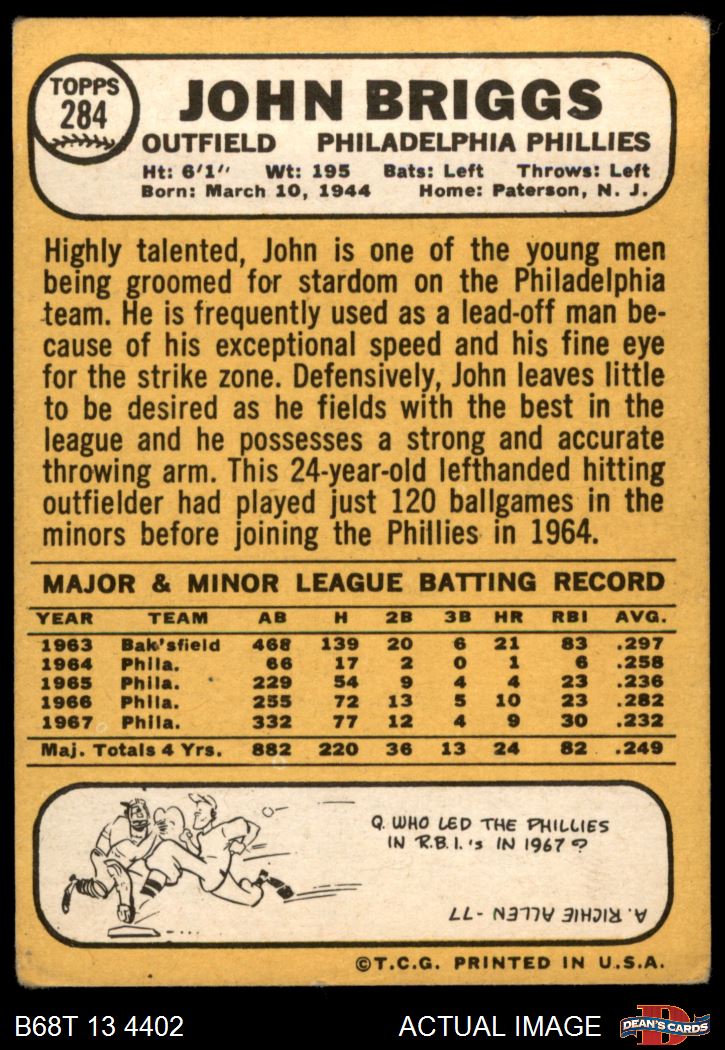 TOPPS
284
JOHN BRIGGS
OUTFIELD PHILADELPHIA PHILLIES
Ht: 6'1" Wt: 195 Bats: Left Throws: Left
Born: March 10, 1944 Home: Paterson, N. J.
Highly talented, John is one of the young men
being groomed for stardom on the Philadelphia
team. He is frequently used as a lead-off man be-
cause of his exceptional speed and his fine eye
for the strike zone. Defensively, John leaves little
to be desired as he fields with the best in the
league and he possesses a strong and accurate
throwing arm. This 24-year-old lefthanded hitting
outfielder had played just 120 ballgames in the
minors before joining the Phillies in 1964.
MAJOR & MINOR LEAGUE BATTING RECORD
YEAR TEAM AB H 2B 3B HR RBI AVG.
1963 Bak'sfield 468 139 20 6 21 83 .297
1964 Phila. 66 17 2 0 1 6 .258
1965 Phila. 229 54 9 4 4 23 .236
1966 Phila. 255 72 13 5 10 23 .282
1967 Phila. 332 77 12 4 9 30 .232
Maj. Totals 4 Yrs. 882 220 36 13 24 82 .249
Q. WHO LED THE PHILLIES
IN R.B.I.'s IN 1967?
A. RICHIE ALLEN -77
©T.C.G. PRINTED IN U.S.A.
B68T 13 4402 ACTUAL IMAGE
D
DEAN'S CARDS